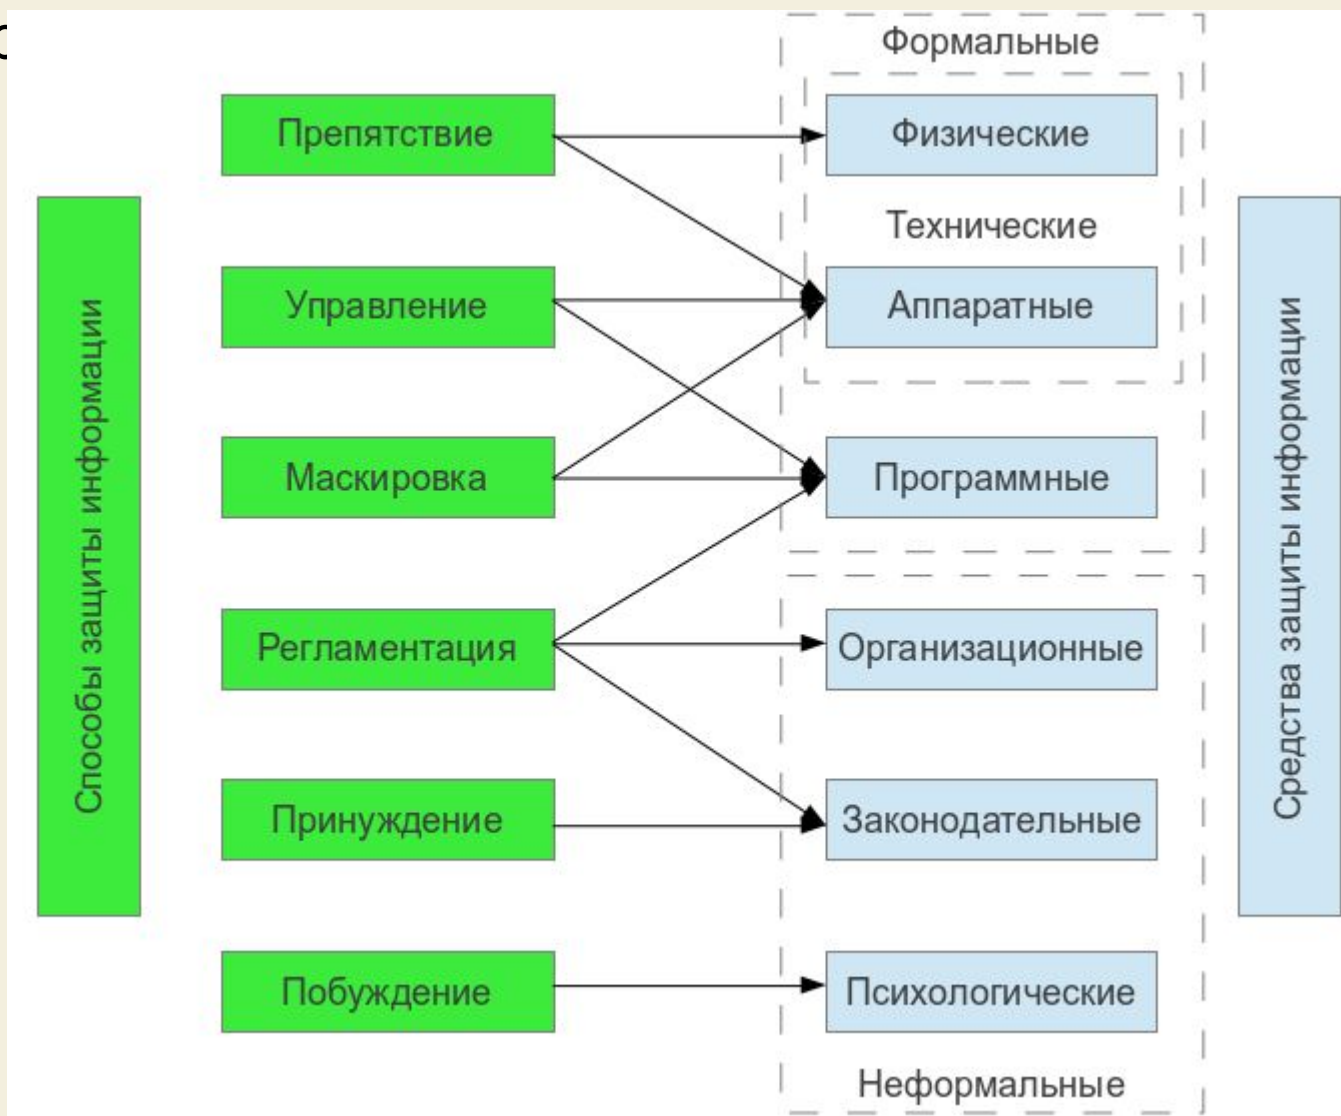 Формальные
Препятствие
Физические
Технические
Управление
Аппаратные
Способы защиты информации
Средства защиты информации
Маскировка
Программные
Регламентация
Организационные
Принуждение
Законодательные
Побуждение
Психологические
Неформальные